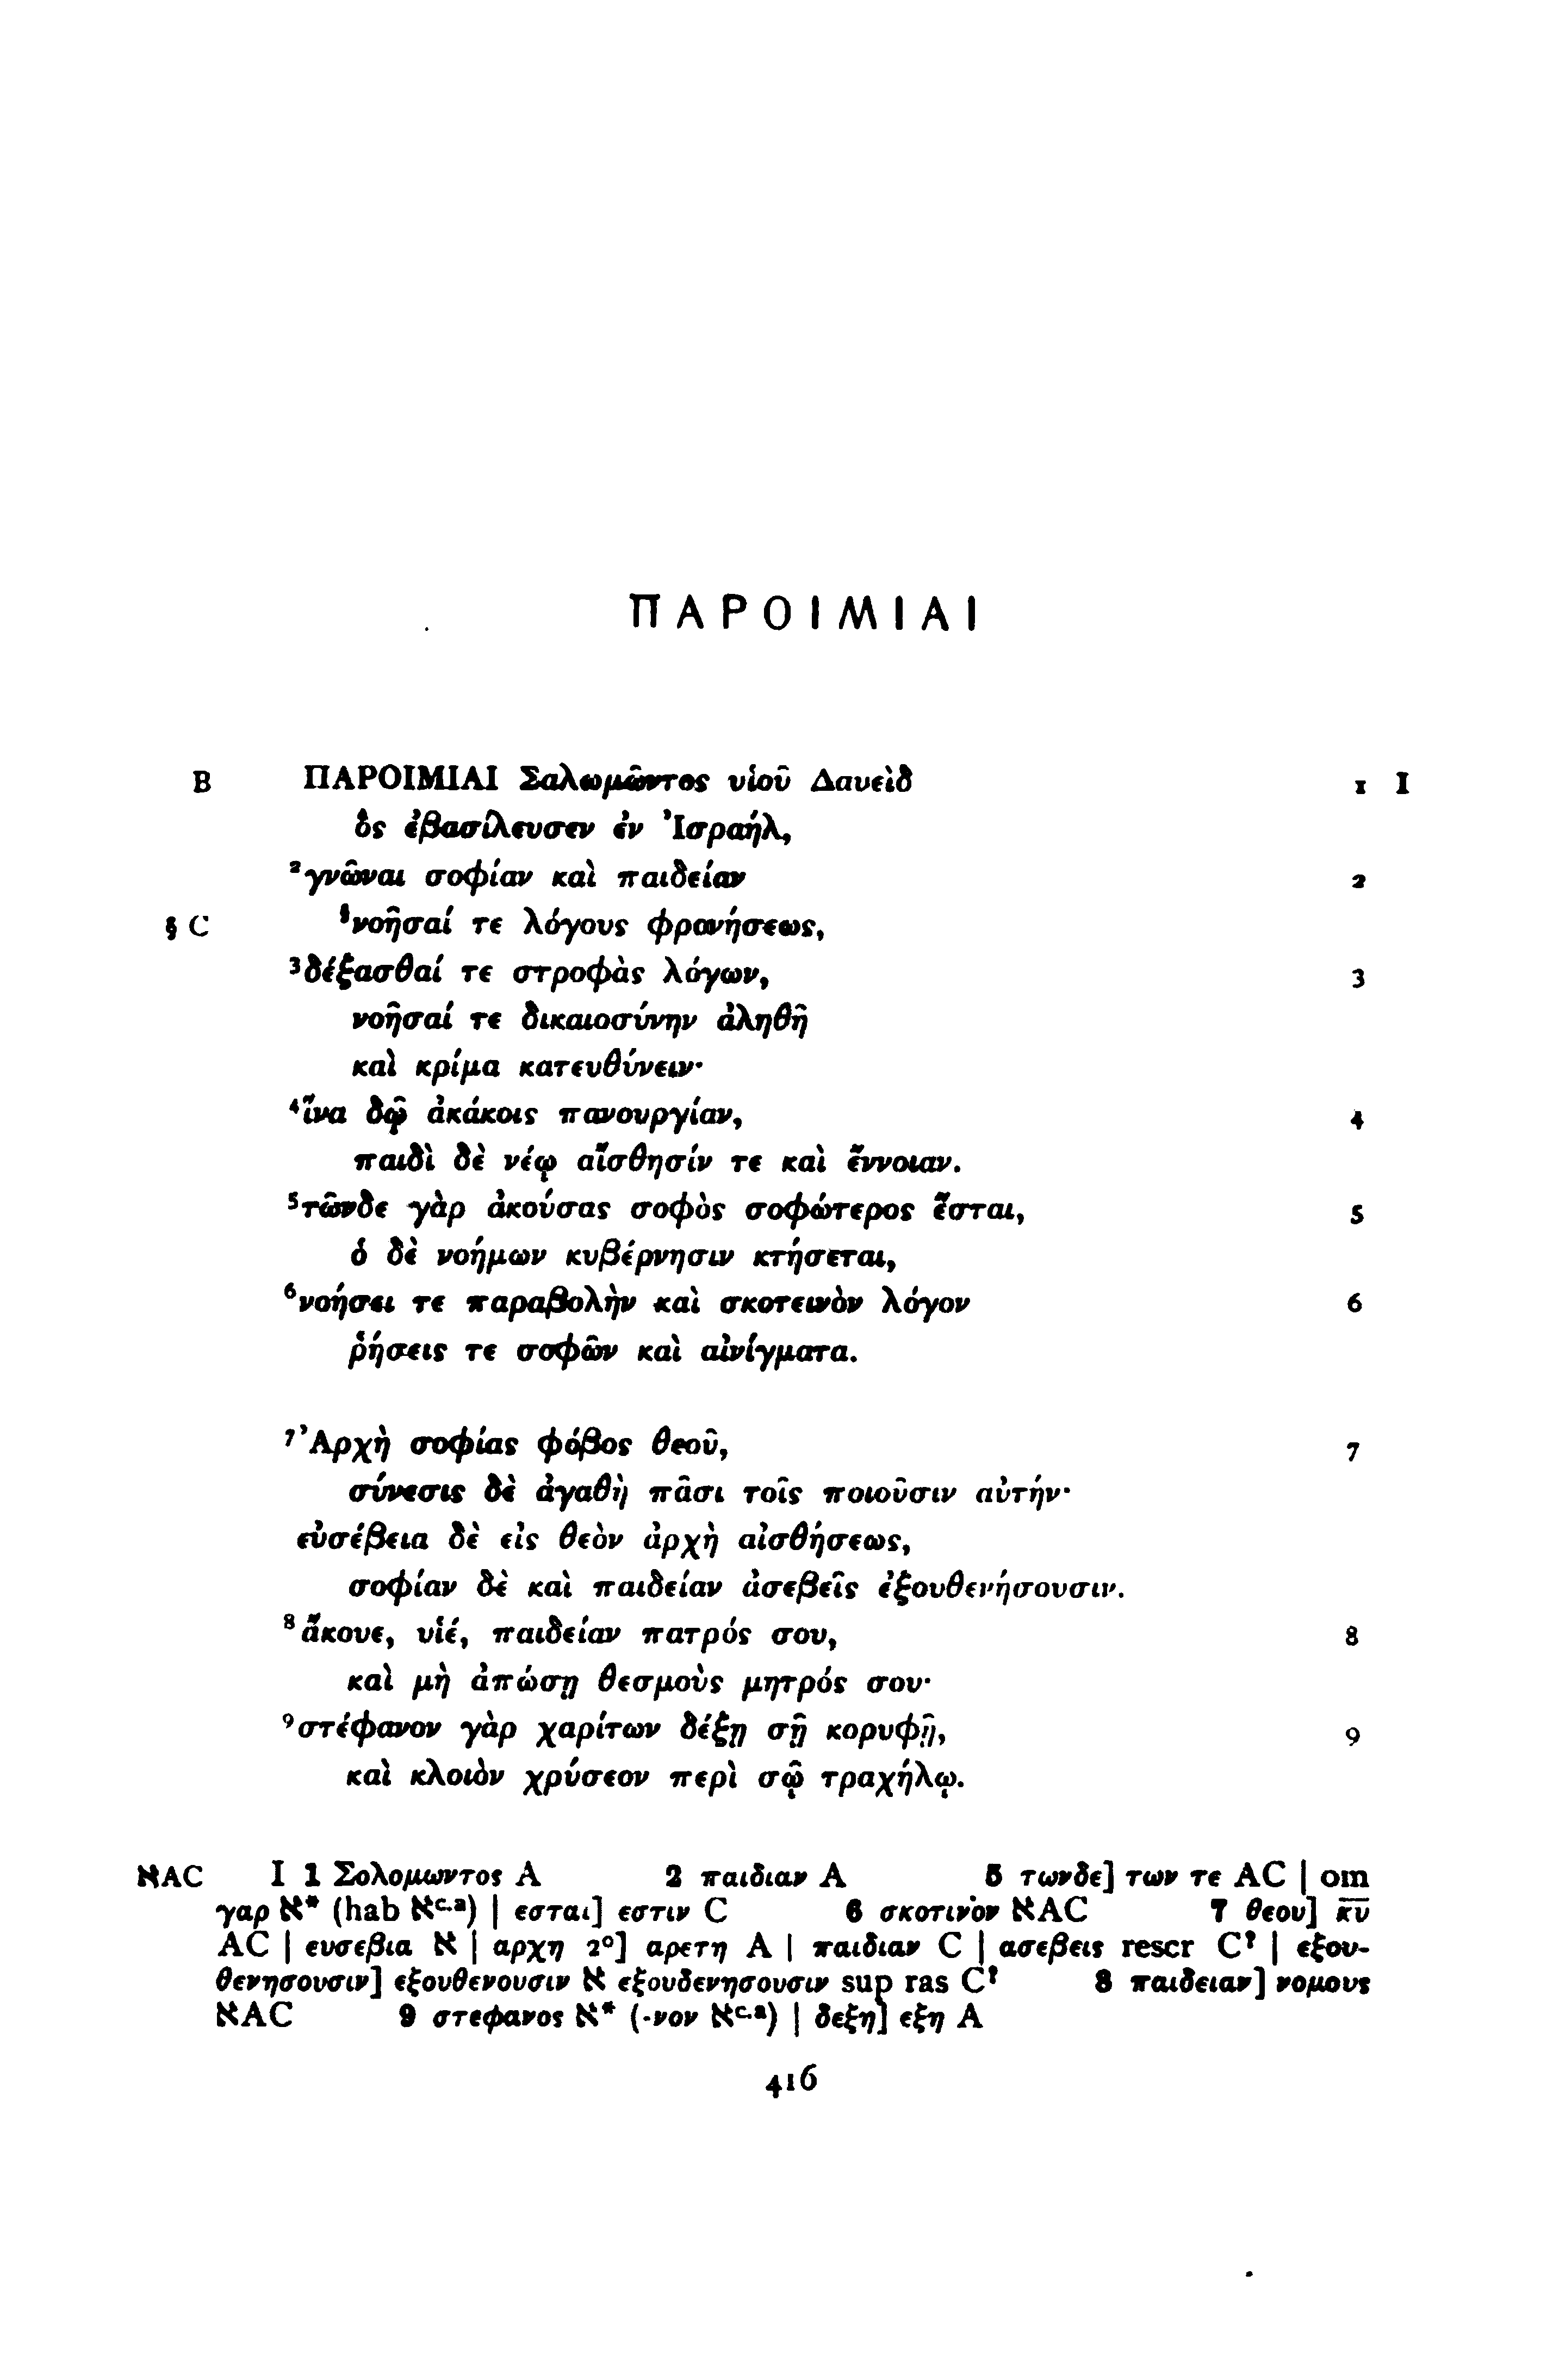 ΠΑΡΟΙΜΙΑΙ
B ΠΑΡΟΙΜΙΑΙ Σαλωμῶντος υἱοῦ Δαυεὶδ 1 I
ὃς ἐβασίλευσεν ἐν Ἰσραήλ,
²γνῶναι σοφίαν καὶ παιδείαν 2
§ C §νοῆσαί τε λόγους φρονήσεως,
³δέξασθαί τε στροφὰς λόγων, 3
νοῆσαί τε δικαιοσύνην ἀληθῆ
καὶ κρίμα κατευθύνειν·
⁴ἵνα δῷ ἀκάκοις πανουργίαν, 4
παιδὶ δὲ νέῳ αἴσθησίν τε καὶ ἔννοιαν.
⁵τῶνδε γὰρ ἀκούσας σοφὸς σοφώτερος ἔσται, 5
ὁ δὲ νοήμων κυβέρνησιν κτήσεται,
⁶νοήσει τε παραβολὴν καὶ σκοτεινὸν λόγον 6
ῥήσεις τε σοφῶν καὶ αἰνίγματα.
⁷Ἀρχὴ σοφίας φόβος θεοῦ, 7
σύνεσις δὲ ἀγαθὴ πᾶσι τοῖς ποιοῦσιν αὐτήν·
εὐσέβεια δὲ εἰς θεὸν ἀρχὴ αἰσθήσεως,
σοφίαν δὲ καὶ παιδείαν ἀσεβεῖς ἐξουθενήσουσιν.
⁸ἄκουε, υἱέ, παιδείαν πατρός σου, 8
καὶ μὴ ἀπώσῃ θεσμοὺς μητρός σου·
⁹στέφανον γὰρ χαρίτων δέξῃ σῇ κορυφῇ, 9
καὶ κλοιὸν χρύσεον περὶ σῷ τραχήλῳ.
אAC I 1 Σολομωντος A 2 παιδιαν A 5 τωνδε] των τε AC | om
γαρ א* (hab אᶜ·ᵃ) | εσται] εστιν C 6 σκοτινον אAC 7 θεου] κ̅υ̅
AC | ευσεβια א | αρχη 2°] αρετη A | παιδιαν C | ασεβεις rescr C? | εξου-
θενησουσιν] εξουθενουσιν א εξουδενησουσιν sup ras C? 8 παιδειαν] νομους
אAC 9 στεφανος א* (-νον אᶜ·ᵃ) | δεξη] εξη A
416